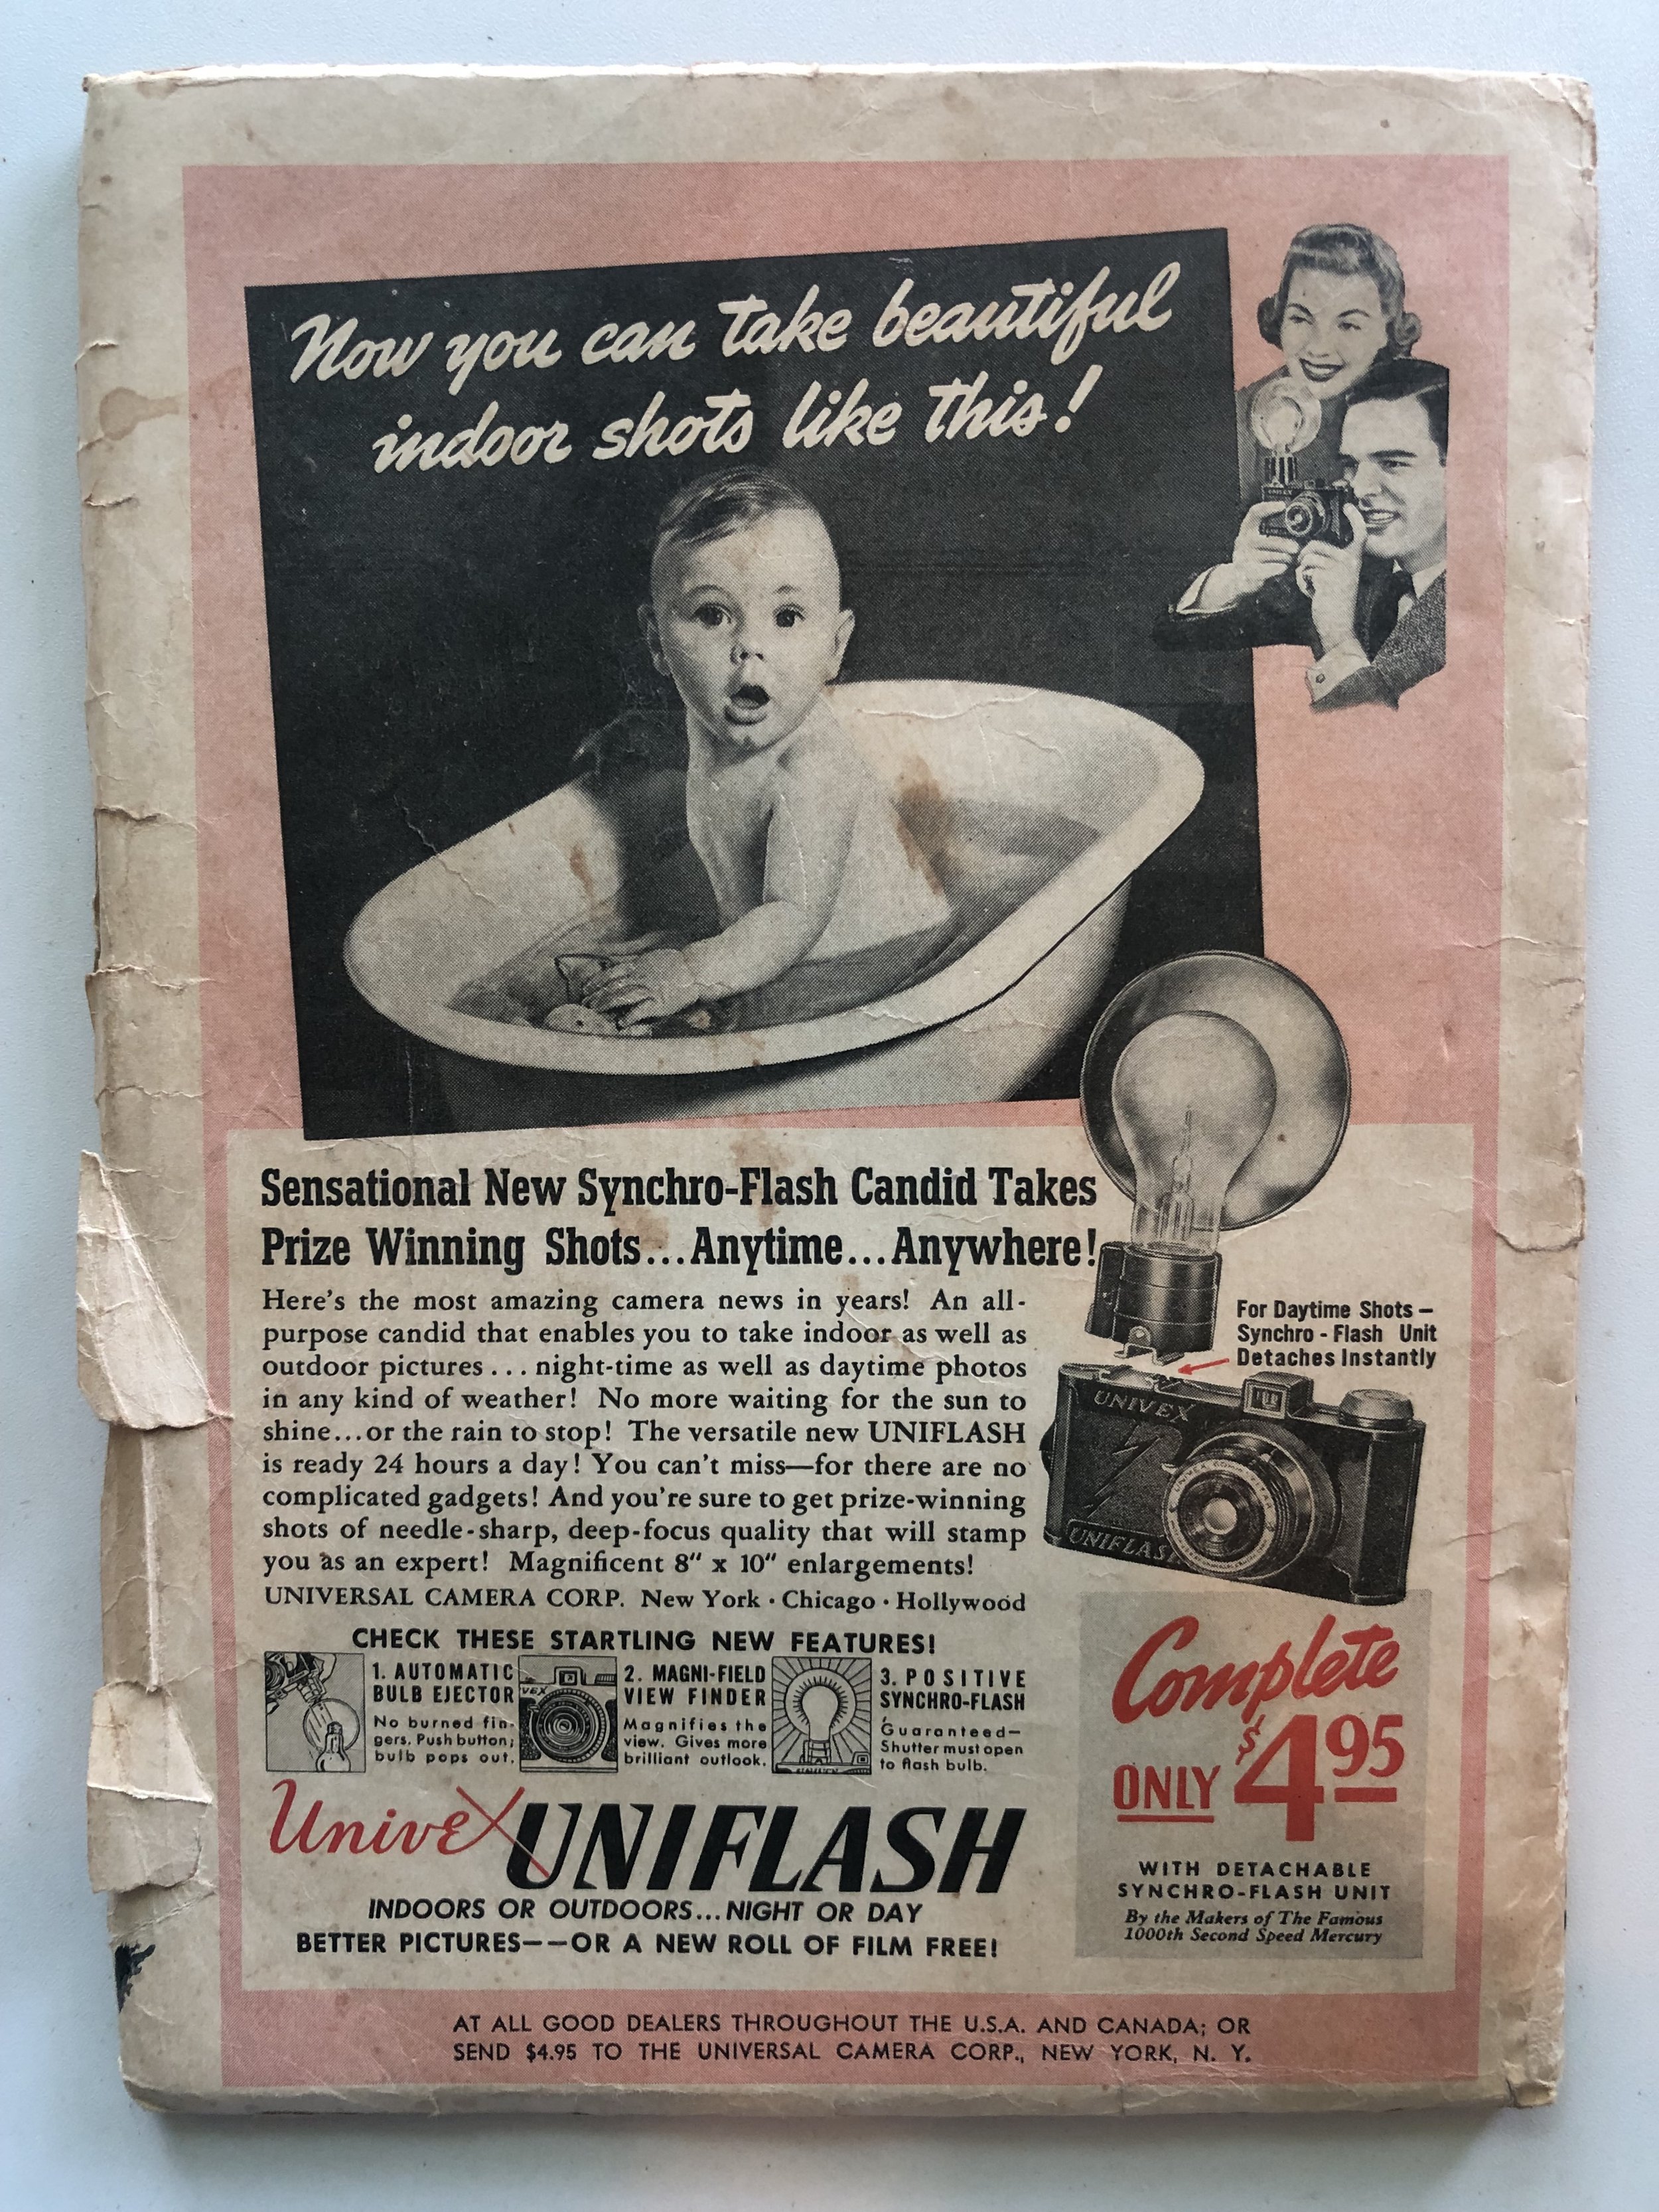 Now you can take beautiful
indoor shots like this!
UNIVEX
Sensational New Synchro-Flash Candid Takes
Prize Winning Shots...Anytime...Anywhere!
Here's the most amazing camera news in years! An all-
purpose candid that enables you to take indoor as well as
outdoor pictures... night-time as well as daytime photos
in any kind of weather! No more waiting for the sun to
shine...or the rain to stop! The versatile new UNIFLASH
is ready 24 hours a day! You can't miss—for there are no
complicated gadgets! And you're sure to get prize-winning
shots of needle-sharp, deep-focus quality that will stamp
you as an expert! Magnificent 8" x 10" enlargements!
UNIVERSAL CAMERA CORP. New York · Chicago · Hollywood
For Daytime Shots –
Synchro - Flash Unit
Detaches Instantly
UNIVEX
U
UNIFLASH
CHECK THESE STARTLING NEW FEATURES!
1. AUTOMATIC
BULB EJECTOR
No burned fin-
gers. Push button;
bulb pops out.
VEX
2. MAGNI-FIELD
VIEW FINDER
Magnifies the
view. Gives more
brilliant outlook.
3. POSITIVE
SYNCHRO-FLASH
Guaranteed—
Shutter must open
to flash bulb.
Univex UNIFLASH
INDOORS OR OUTDOORS...NIGHT OR DAY
BETTER PICTURES——OR A NEW ROLL OF FILM FREE!
Complete
ONLY $4.95
WITH DETACHABLE
SYNCHRO-FLASH UNIT
By the Makers of The Famous
1000th Second Speed Mercury
AT ALL GOOD DEALERS THROUGHOUT THE U.S.A. AND CANADA; OR
SEND $4.95 TO THE UNIVERSAL CAMERA CORP., NEW YORK, N. Y.